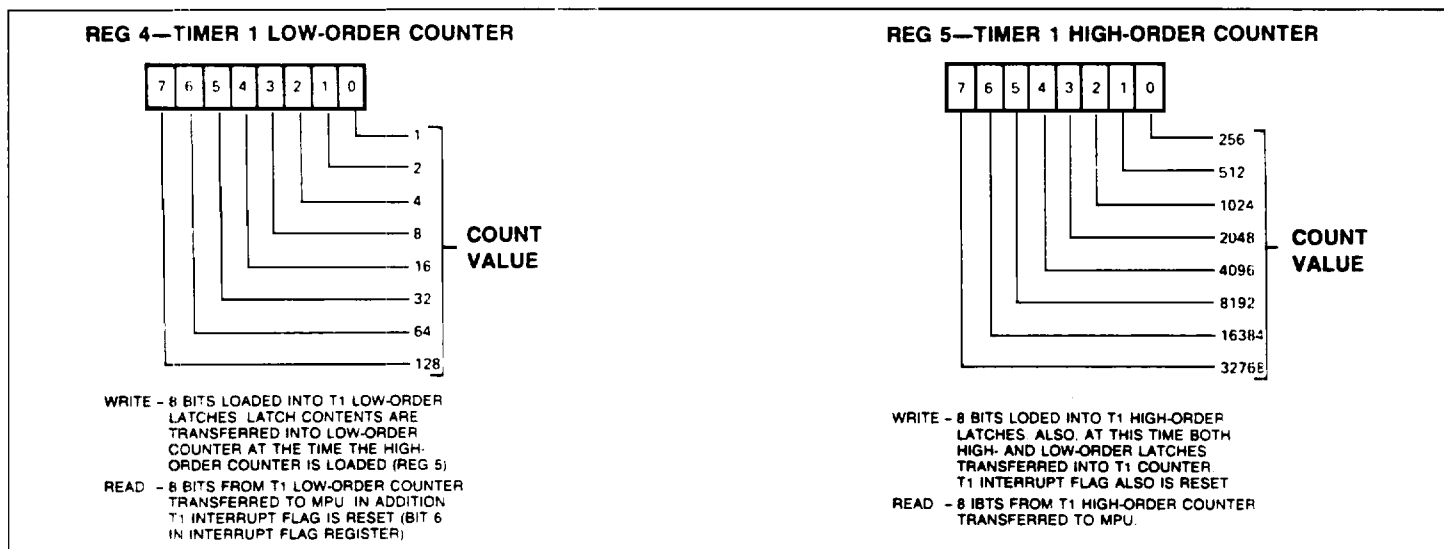 REG 4—TIMER 1 LOW-ORDER COUNTER
7 6 5 4 3 2 1 0
1
2
4
8
16
32
64
128
COUNT
VALUE
WRITE – 8 BITS LOADED INTO T1 LOW-ORDER
LATCHES. LATCH CONTENTS ARE
TRANSFERRED INTO LOW-ORDER
COUNTER AT THE TIME THE HIGH-
ORDER COUNTER IS LOADED (REG 5)
READ – 8 BITS FROM T1 LOW-ORDER COUNTER
TRANSFERRED TO MPU. IN ADDITION
T1 INTERRUPT FLAG IS RESET (BIT 6
IN INTERRUPT FLAG REGISTER)
REG 5—TIMER 1 HIGH-ORDER COUNTER
7 6 5 4 3 2 1 0
256
512
1024
2048
4096
8192
16384
32768
COUNT
VALUE
WRITE – 8 BITS LODED INTO T1 HIGH-ORDER
LATCHES. ALSO, AT THIS TIME BOTH
HIGH- AND LOW-ORDER LATCHES
TRANSFERRED INTO T1 COUNTER.
T1 INTERRUPT FLAG ALSO IS RESET
READ – 8 IBTS FROM T1 HIGH-ORDER COUNTER
TRANSFERRED TO MPU.